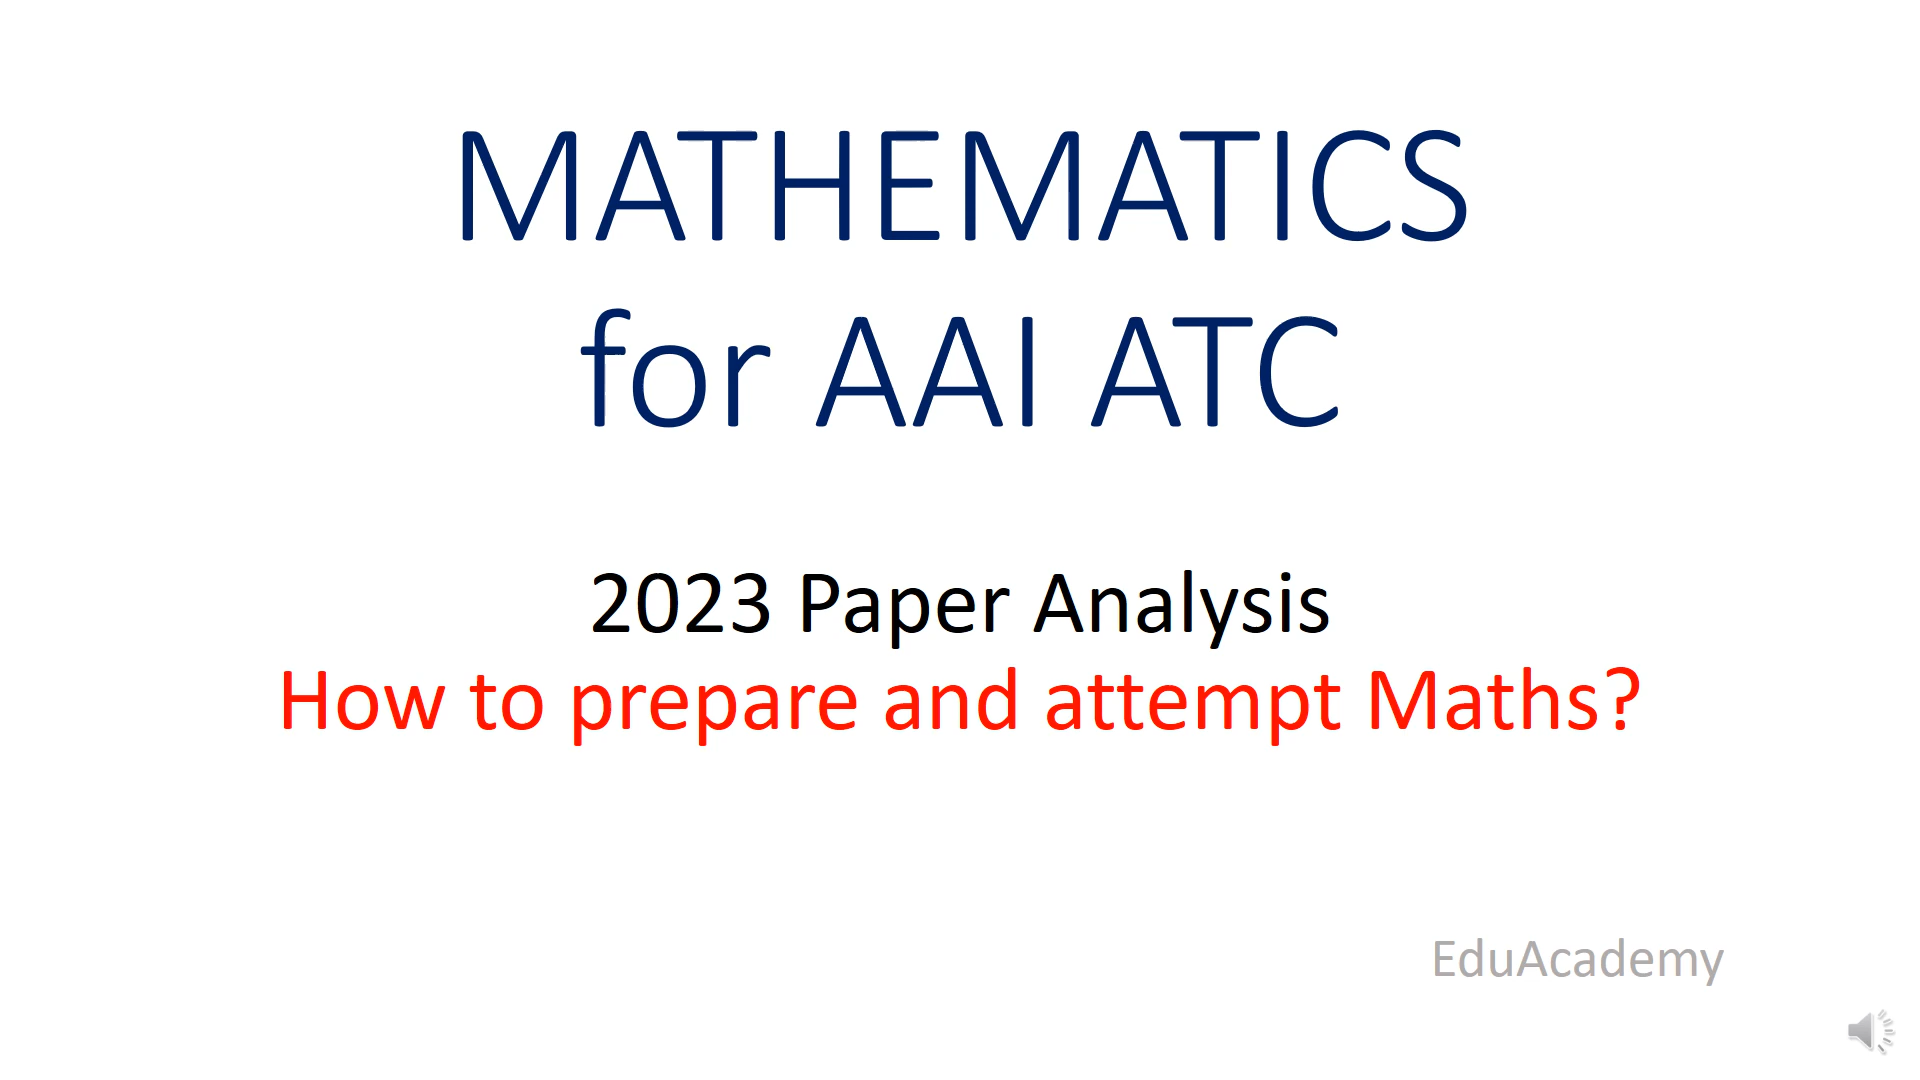 MATHEMATICS
for AAI ATC
2023 Paper Analysis
How to prepare and attempt Maths?
EduAcademy